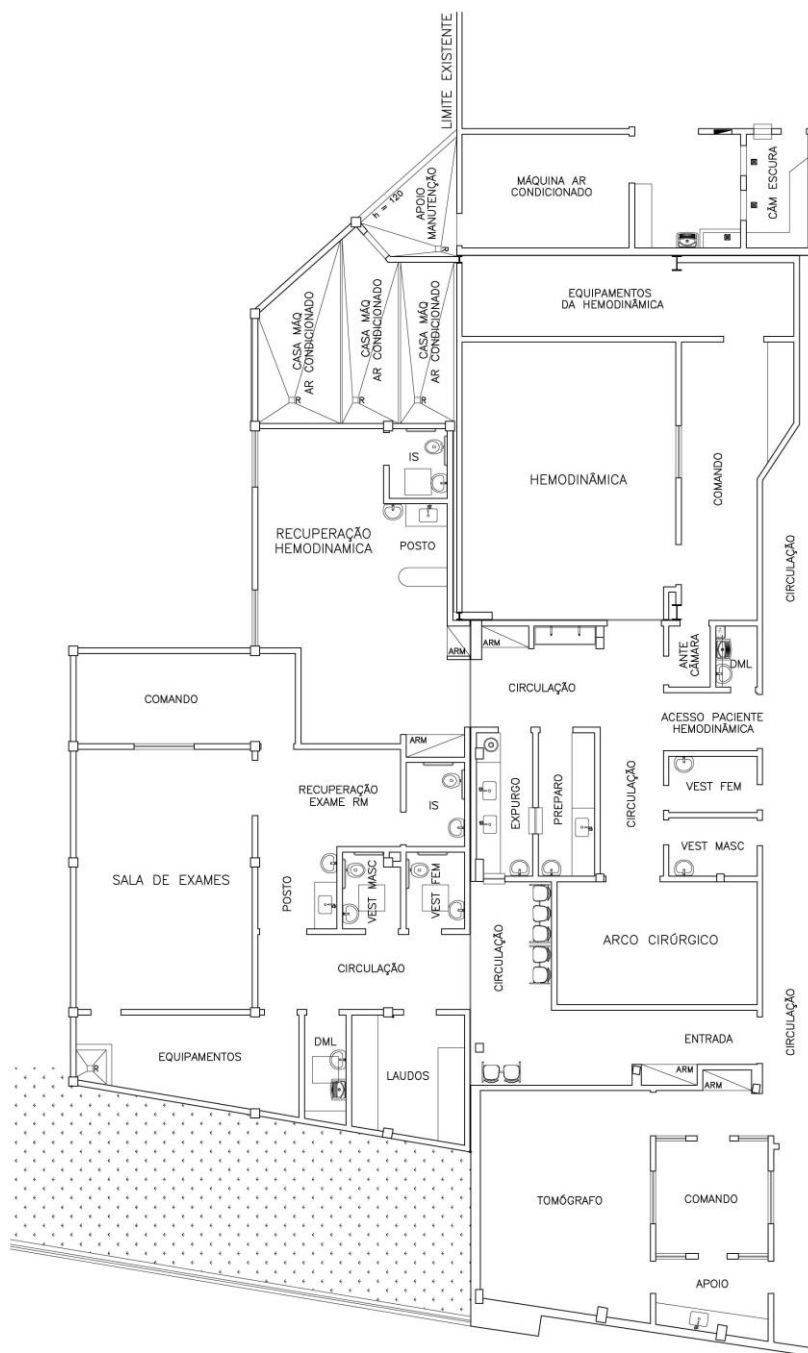 LIMITE EXISTENTE
h = 120
APOIO
MANUTENÇÃO
R
MÁQUINA AR
CONDICIONADO
CÂM ESCURA
CASA MÁQ
AR CONDICIONADO
R
CASA MÁQ
AR CONDICIONADO
R
CASA MÁQ
AR CONDICIONADO
R
EQUIPAMENTOS
DA HEMODINÂMICA
IS
HEMODINÂMICA
COMANDO
CIRCULAÇÃO
RECUPERAÇÃO
HEMODINAMICA
POSTO
ARM
ARM
ANTE
CÂMARA
DML
COMANDO
CIRCULAÇÃO
ACESSO PACIENTE
HEMODINÂMICA
ARM
RECUPERAÇÃO
EXAME RM
IS
EXPURGO
PREPARO
CIRCULAÇÃO
VEST FEM
VEST MASC
SALA DE EXAMES
POSTO
VEST MASC
VEST FEM
CIRCULAÇÃO
CIRCULAÇÃO
ARCO CIRÚRGICO
CIRCULAÇÃO
EQUIPAMENTOS
R
DML
LAUDOS
ENTRADA
ARM
ARM
TOMÓGRAFO
COMANDO
APOIO